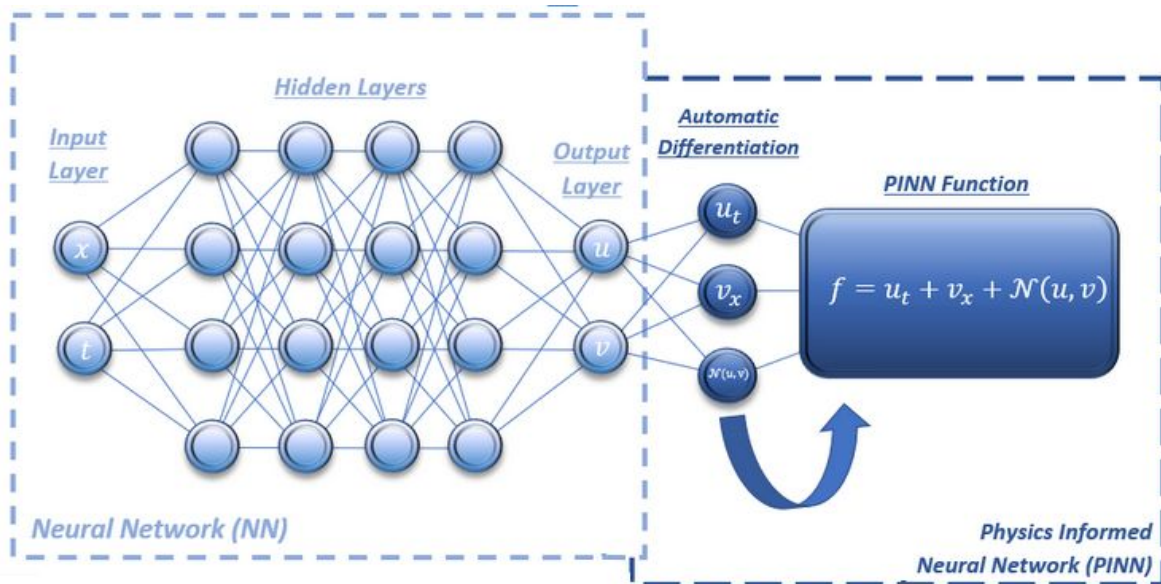 Hidden Layers
Input
Layer
Output
Layer
x
t
u
v
Neural Network (NN)
Automatic
Differentiation
u_t
v_x
𝒩(u,v)
PINN Function
f = u_t + v_x + 𝒩(u, v)
Physics Informed
Neural Network (PINN)